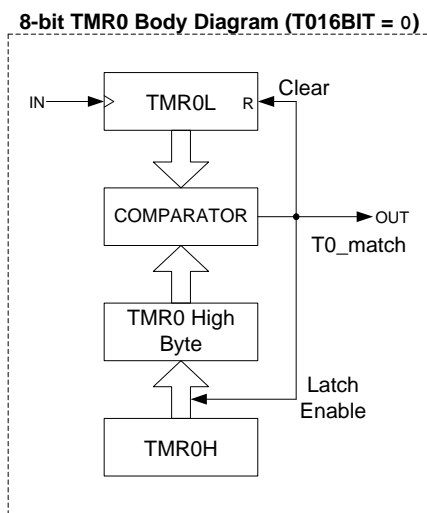 8-bit TMR0 Body Diagram (T016BIT = 0)
IN
TMR0L
R
Clear
COMPARATOR
OUT
T0_match
TMR0 High
Byte
Latch
Enable
TMR0H